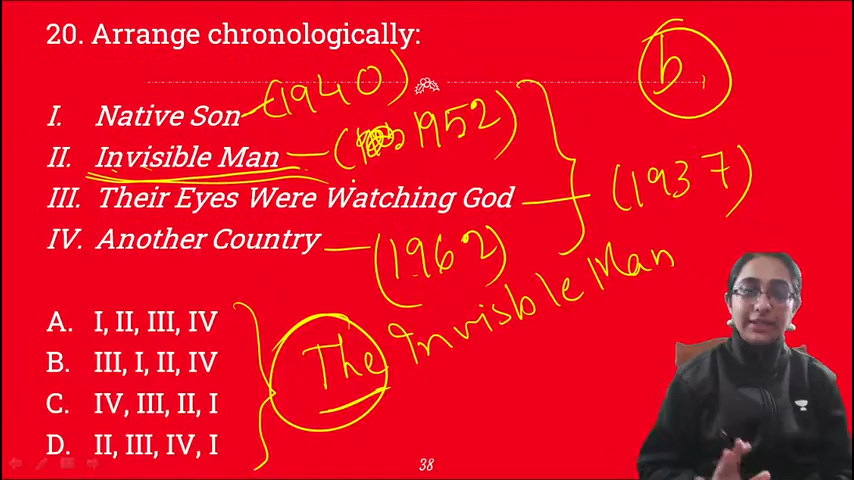 20. Arrange chronologically:
b.
I. Native Son (1940)
II. Invisible Man (1952)
III. Their Eyes Were Watching God (1937)
IV. Another Country (1962)
The Invisible Man
A. I, II, III, IV
B. III, I, II, IV
C. IV, III, II, I
D. II, III, IV, I
38